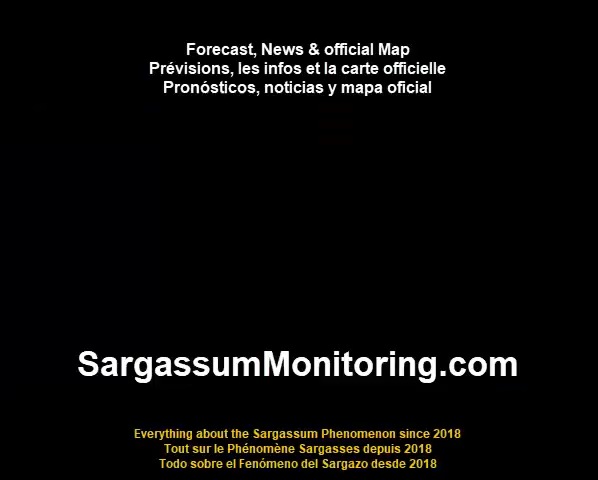 Forecast, News & official Map
Prévisions, les infos et la carte officielle
Pronósticos, noticias y mapa oficial
SargassumMonitoring.com
Everything about the Sargassum Phenomenon since 2018
Tout sur le Phénomène Sargasses depuis 2018
Todo sobre el Fenómeno del Sargazo desde 2018